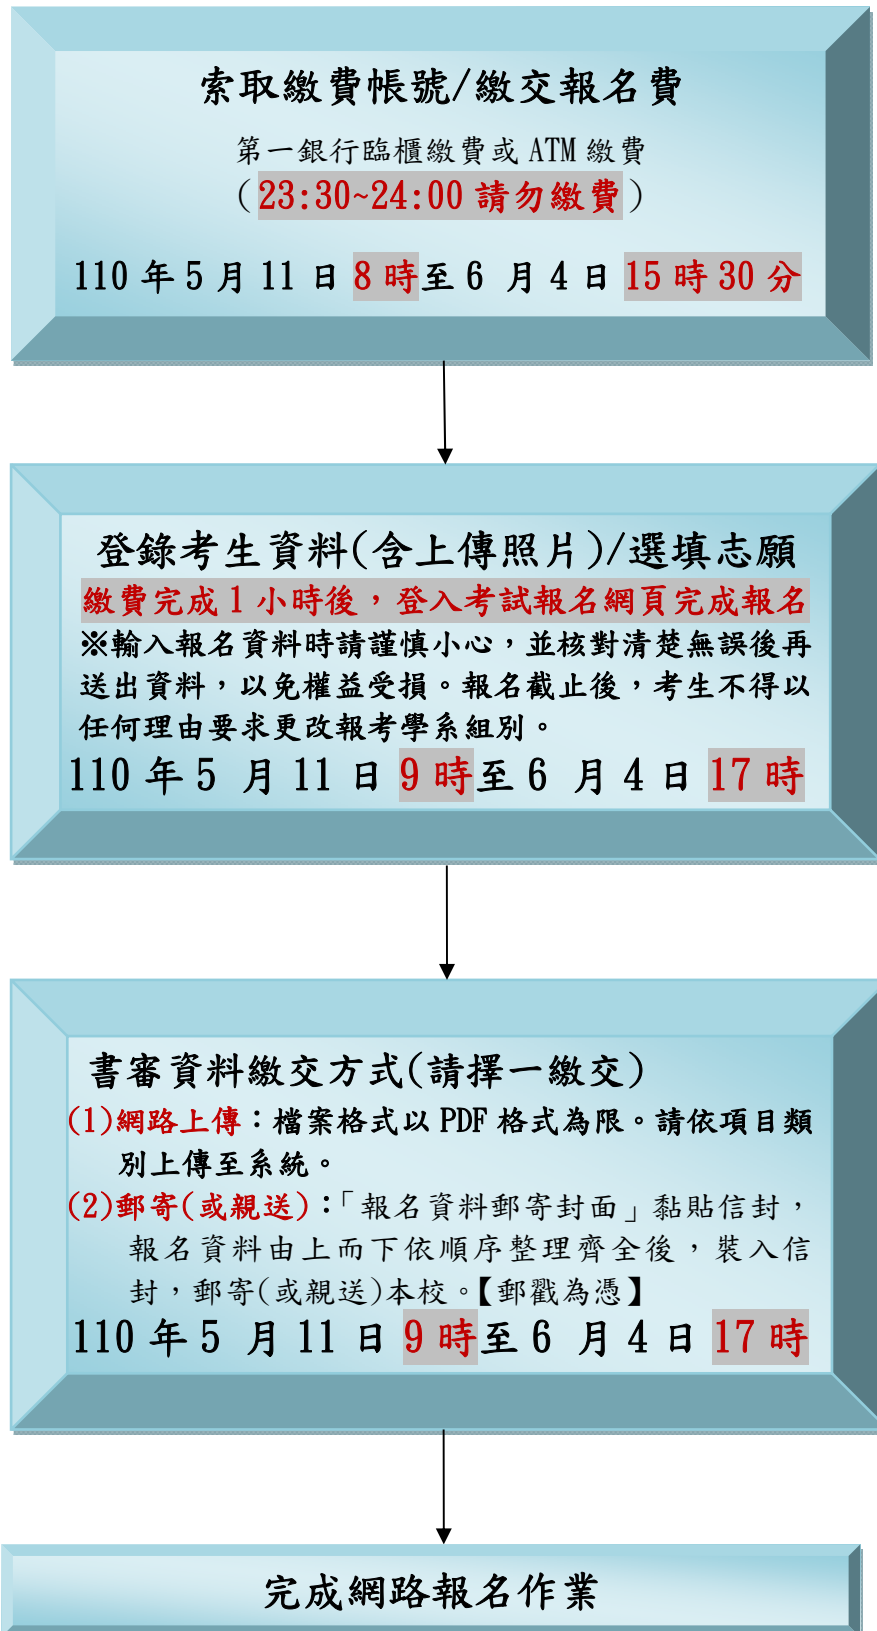 索取繳費帳號/繳交報名費
第一銀行臨櫃繳費或 ATM 繳費
(23:30~24:00 請勿繳費)
110 年 5 月 11 日 8 時至 6 月 4 日 15 時 30 分
登錄考生資料(含上傳照片)/選填志願
繳費完成 1 小時後，登入考試報名網頁完成報名
※輸入報名資料時請謹慎小心，並核對清楚無誤後再
送出資料，以免權益受損。報名截止後，考生不得以
任何理由要求更改報考學系組別。
110 年 5 月 11 日 9 時至 6 月 4 日 17 時
書審資料繳交方式(請擇一繳交)
(1)網路上傳：檔案格式以 PDF 格式為限。請依項目類
別上傳至系統。
(2)郵寄(或親送)：「報名資料郵寄封面」黏貼信封，
報名資料由上而下依順序整理齊全後，裝入信
封，郵寄(或親送)本校。【郵戳為憑】
110 年 5 月 11 日 9 時至 6 月 4 日 17 時
完成網路報名作業